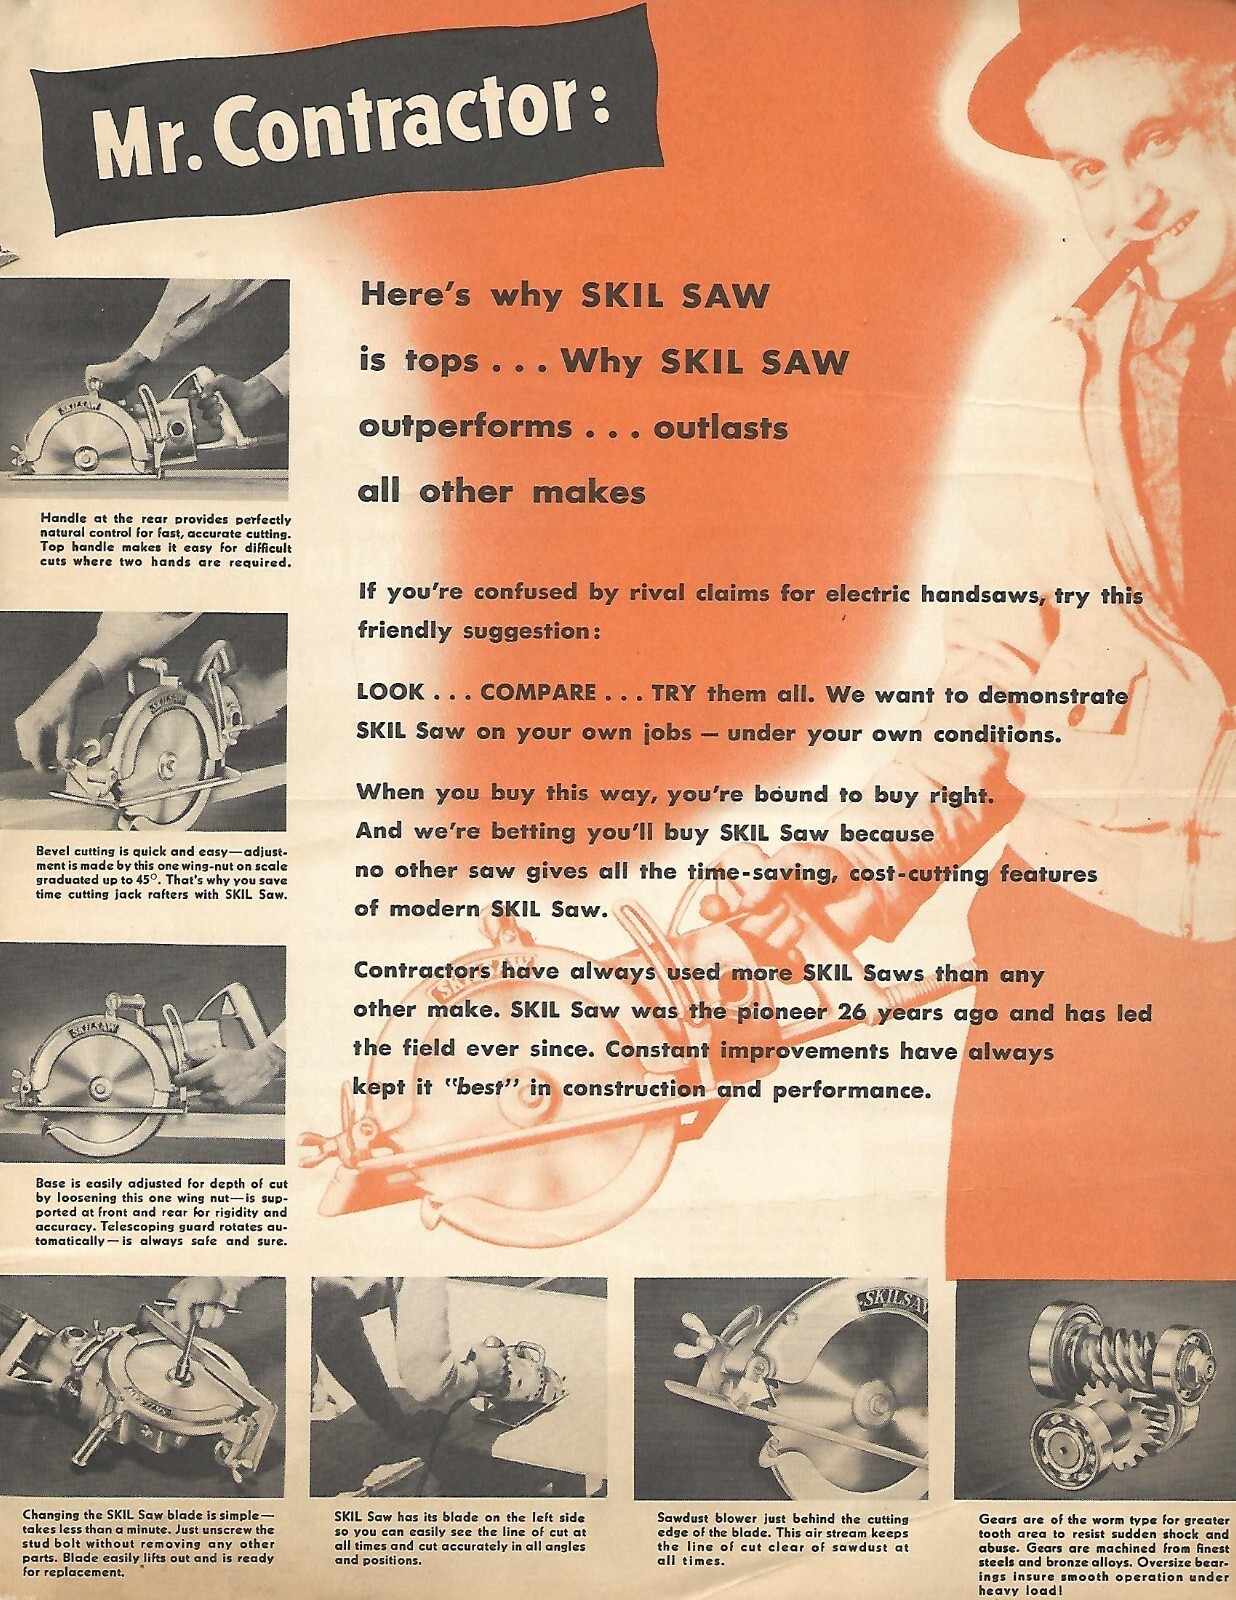 Mr. Contractor:
Here's why SKIL SAW
is tops . . . Why SKIL SAW
outperforms . . . outlasts
all other makes
If you're confused by rival claims for electric handsaws, try this
friendly suggestion:
LOOK . . . COMPARE . . . TRY them all. We want to demonstrate
SKIL Saw on your own jobs — under your own conditions.
When you buy this way, you're bound to buy right.
And we're betting you'll buy SKIL Saw because
no other saw gives all the time-saving, cost-cutting features
of modern SKIL Saw.
Contractors have always used more SKIL Saws than any
other make. SKIL Saw was the pioneer 26 years ago and has led
the field ever since. Constant improvements have always
kept it "best" in construction and performance.
SKILSAW
SKILSAW
Handle at the rear provides perfectly
natural control for fast, accurate cutting.
Top handle makes it easy for difficult
cuts where two hands are required.
SKILSAW
Bevel cutting is quick and easy—adjust-
ment is made by this one wing-nut on scale
graduated up to 45°. That's why you save
time cutting jack rafters with SKIL Saw.
SKILSAW
Base is easily adjusted for depth of cut
by loosening this one wing nut—is sup-
ported at front and rear for rigidity and
accuracy. Telescoping guard rotates au-
tomatically—is always safe and sure.
SKILSAW
Changing the SKIL Saw blade is simple—
takes less than a minute. Just unscrew the
stud bolt without removing any other
parts. Blade easily lifts out and is ready
for replacement.
SKIL Saw has its blade on the left side
so you can easily see the line of cut at
all times and cut accurately in all angles
and positions.
SKILSAW
Sawdust blower just behind the cutting
edge of the blade. This air stream keeps
the line of cut clear of sawdust at
all times.
Gears are of the worm type for greater
tooth area to resist sudden shock and
abuse. Gears are machined from finest
steels and bronze alloys. Oversize bear-
ings insure smooth operation under
heavy load!